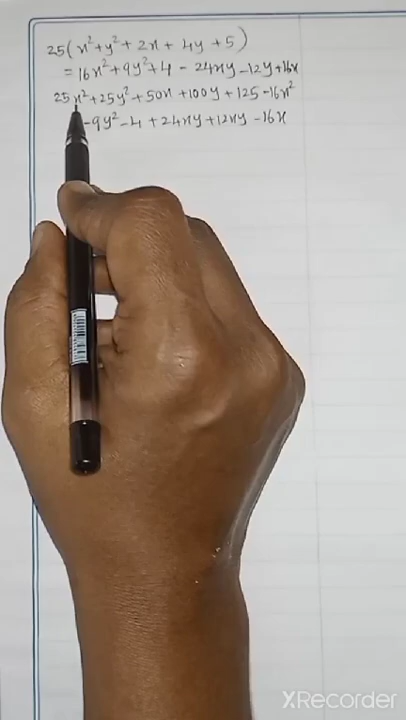 25(x²+y²+2x+4y+5)
=16x²+9y²+4-24xy-12y+16x
25x²+25y²+50x+100y+125-16x²
-9y²-4+24xy+12xy-16x
XRecorder